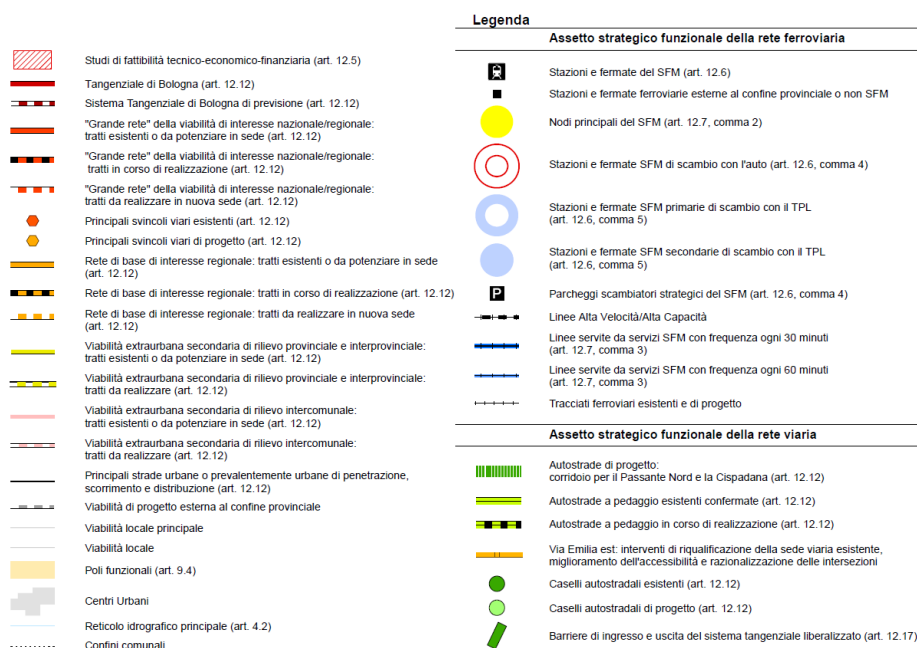 Legenda
Assetto strategico funzionale della rete ferroviaria
Stazioni e fermate del SFM (art. 12.6)
Stazioni e fermate ferroviarie esterne al confine provinciale o non SFM
Nodi principali del SFM (art. 12.7, comma 2)
Stazioni e fermate SFM di scambio con l'auto (art. 12.6, comma 4)
Stazioni e fermate SFM primarie di scambio con il TPL
(art. 12.6, comma 5)
Stazioni e fermate SFM secondarie di scambio con il TPL
(art. 12.6, comma 5)
P
Parcheggi scambiatori strategici del SFM (art. 12.6, comma 4)
Linee Alta Velocità/Alta Capacità
Linee servite da servizi SFM con frequenza ogni 30 minuti
(art. 12.7, comma 3)
Linee servite da servizi SFM con frequenza ogni 60 minuti
(art. 12.7, comma 3)
Tracciati ferroviari esistenti e di progetto
Assetto strategico funzionale della rete viaria
Autostrade di progetto:
corridoio per il Passante Nord e la Cispadana (art. 12.12)
Autostrade a pedaggio esistenti confermate (art. 12.12)
Autostrade a pedaggio in corso di realizzazione (art. 12.12)
Via Emilia est: interventi di riqualificazione della sede viaria esistente,
miglioramento dell'accessibilità e razionalizzazione delle intersezioni
Caselli autostradali esistenti (art. 12.12)
Caselli autostradali di progetto (art. 12.12)
Barriere di ingresso e uscita del sistema tangenziale liberalizzato (art. 12.17)
Studi di fattibilità tecnico-economico-finanziaria (art. 12.5)
Tangenziale di Bologna (art. 12.12)
Sistema Tangenziale di Bologna di previsione (art. 12.12)
"Grande rete" della viabilità di interesse nazionale/regionale:
tratti esistenti o da potenziare in sede (art. 12.12)
"Grande rete" della viabilità di interesse nazionale/regionale:
tratti in corso di realizzazione (art. 12.12)
"Grande rete" della viabilità di interesse nazionale/regionale:
tratti da realizzare in nuova sede (art. 12.12)
Principali svincoli viari esistenti (art. 12.12)
Principali svincoli viari di progetto (art. 12.12)
Rete di base di interesse regionale: tratti esistenti o da potenziare in sede
(art. 12.12)
Rete di base di interesse regionale: tratti in corso di realizzazione (art. 12.12)
Rete di base di interesse regionale: tratti da realizzare in nuova sede
(art. 12.12)
Viabilità extraurbana secondaria di rilievo provinciale e interprovinciale:
tratti esistenti o da potenziare in sede (art. 12.12)
Viabilità extraurbana secondaria di rilievo provinciale e interprovinciale:
tratti da realizzare (art. 12.12)
Viabilità extraurbana secondaria di rilievo intercomunale:
tratti esistenti o da potenziare in sede (art. 12.12)
Viabilità extraurbana secondaria di rilievo intercomunale:
tratti da realizzare (art. 12.12)
Principali strade urbane o prevalentemente urbane di penetrazione,
scorrimento e distribuzione (art. 12.12)
Viabilità di progetto esterna al confine provinciale
Viabilità locale principale
Viabilità locale
Poli funzionali (art. 9.4)
Centri Urbani
Reticolo idrografico principale (art. 4.2)
Confini comunali